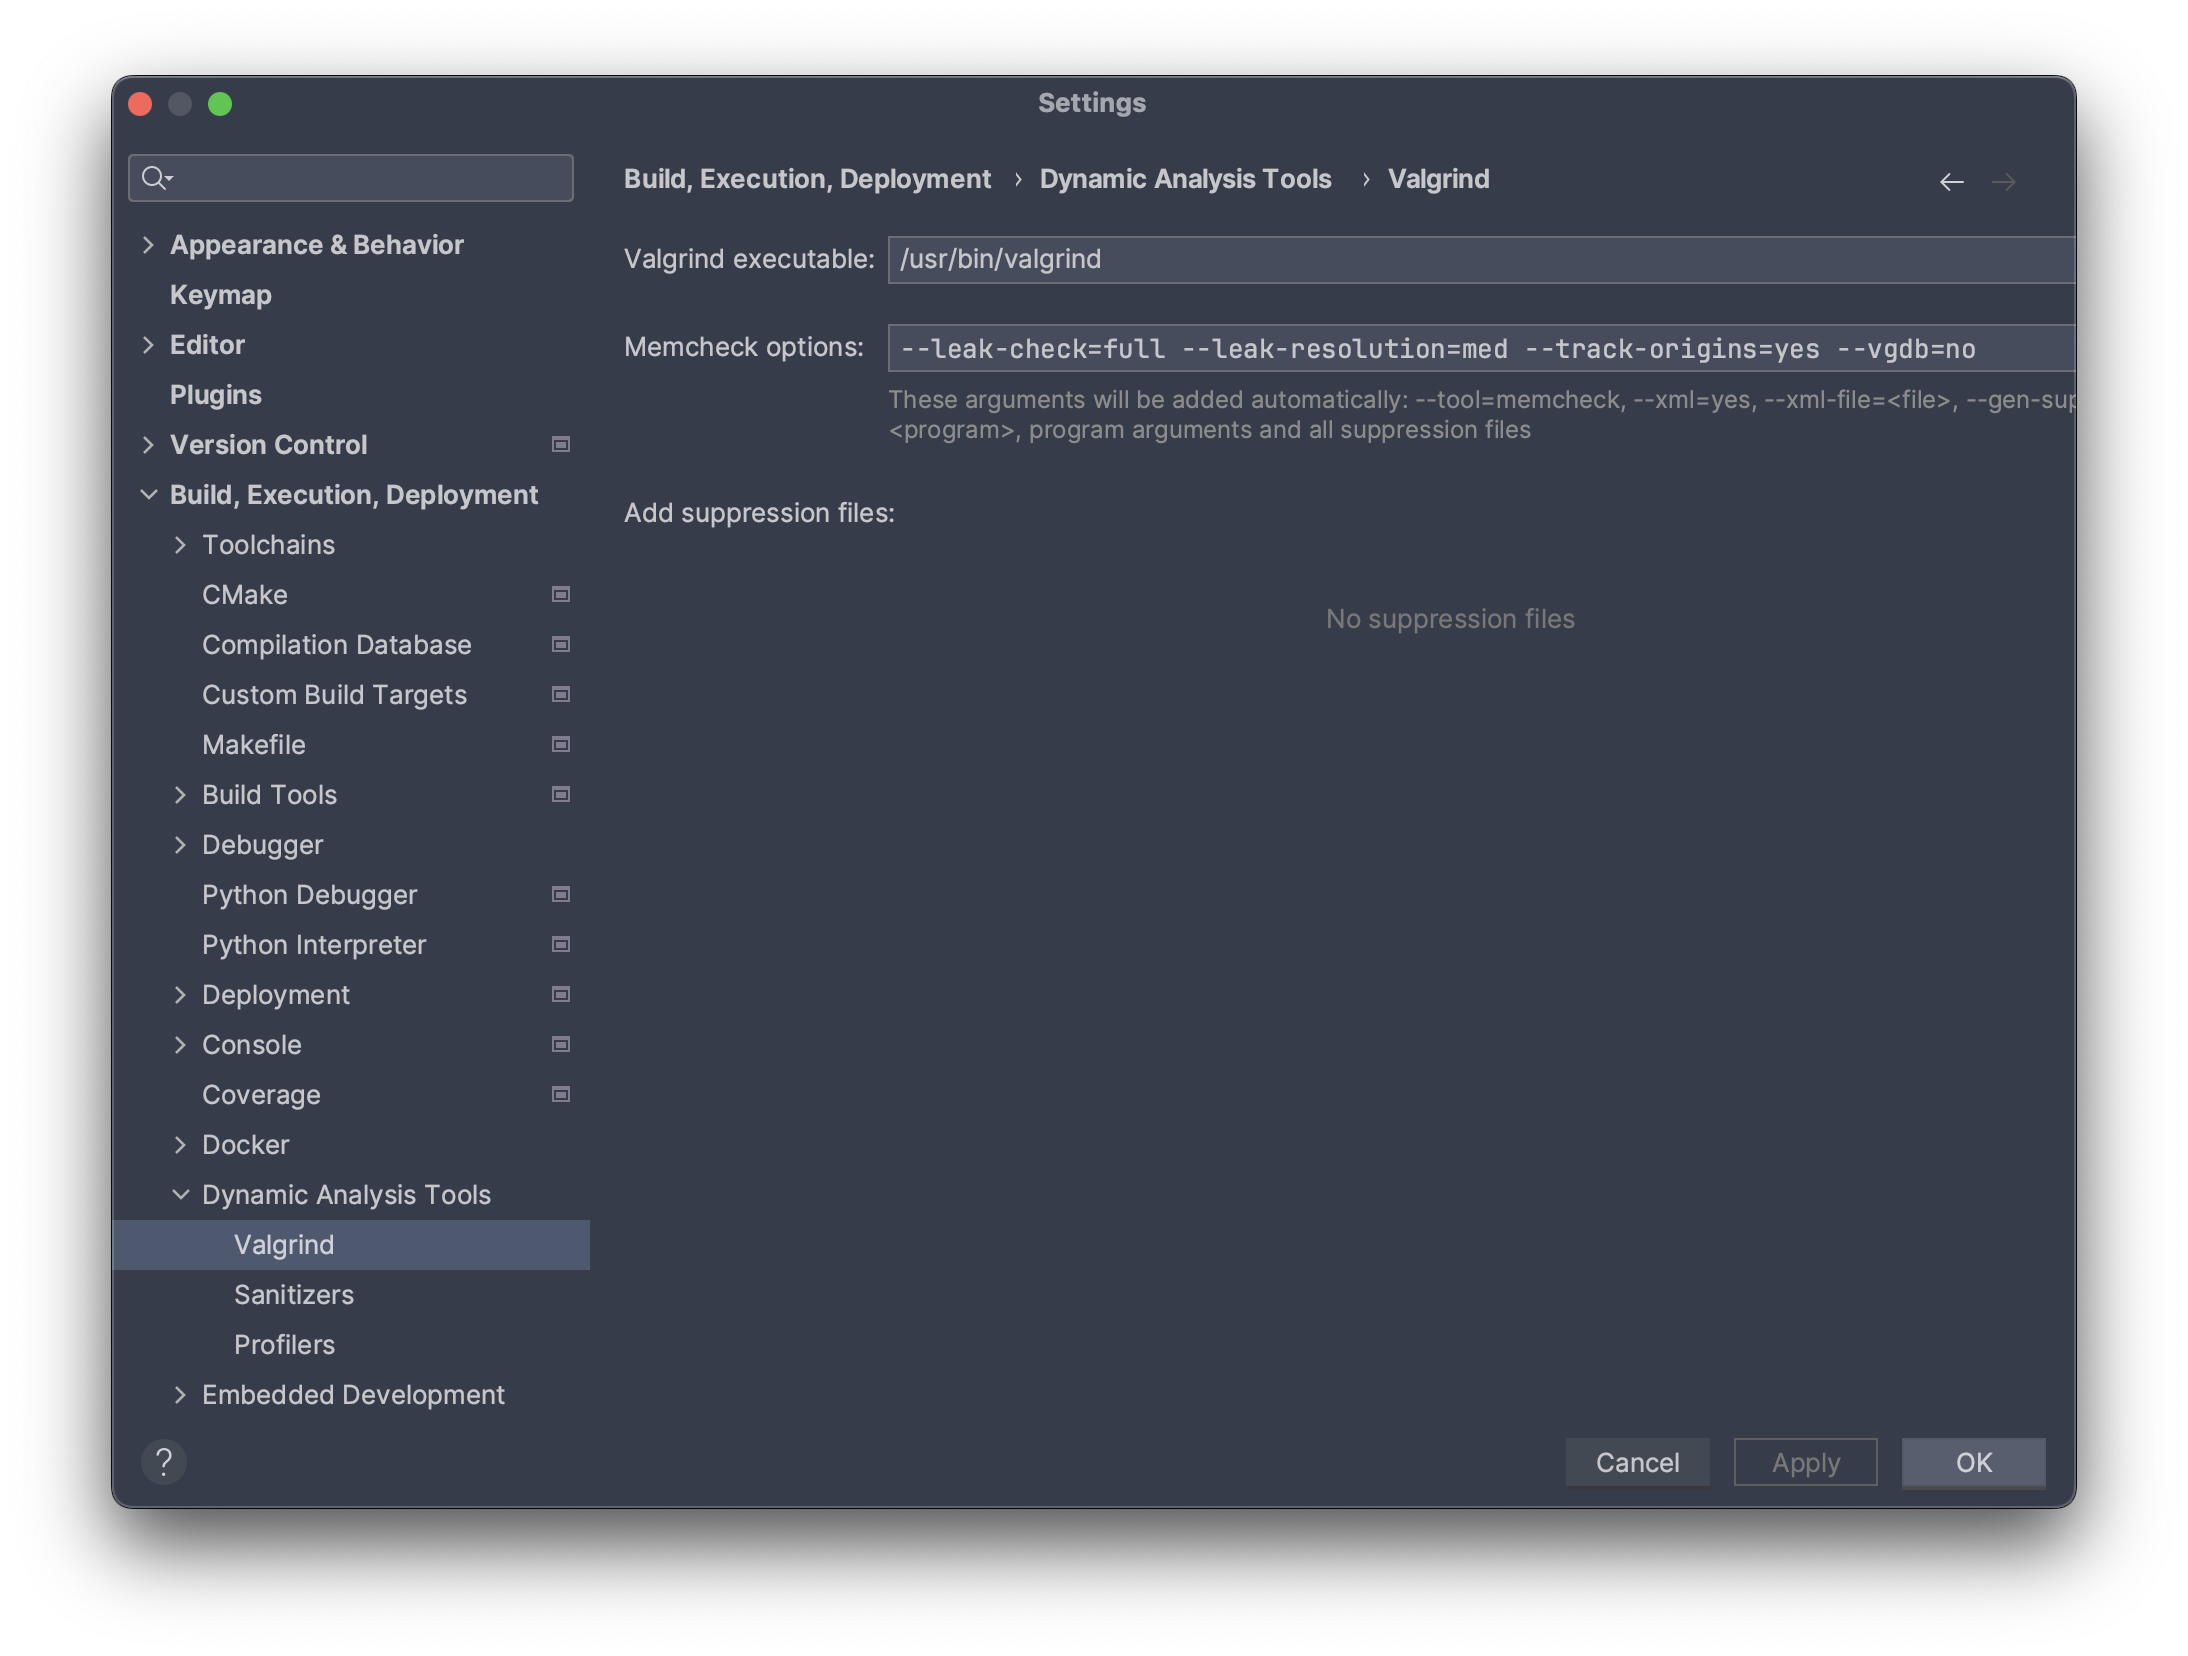 Settings
Build, Execution, Deployment › Dynamic Analysis Tools › Valgrind
Appearance & Behavior
Keymap
Editor
Plugins
Version Control
Build, Execution, Deployment
Toolchains
CMake
Compilation Database
Custom Build Targets
Makefile
Build Tools
Debugger
Python Debugger
Python Interpreter
Deployment
Console
Coverage
Docker
Dynamic Analysis Tools
Valgrind
Sanitizers
Profilers
Embedded Development
Valgrind executable: /usr/bin/valgrind
Memcheck options: --leak-check=full --leak-resolution=med --track-origins=yes --vgdb=no
These arguments will be added automatically: --tool=memcheck, --xml=yes, --xml-file=<file>, --gen-sup
<program>, program arguments and all suppression files
Add suppression files:
No suppression files
?
Cancel
Apply
OK